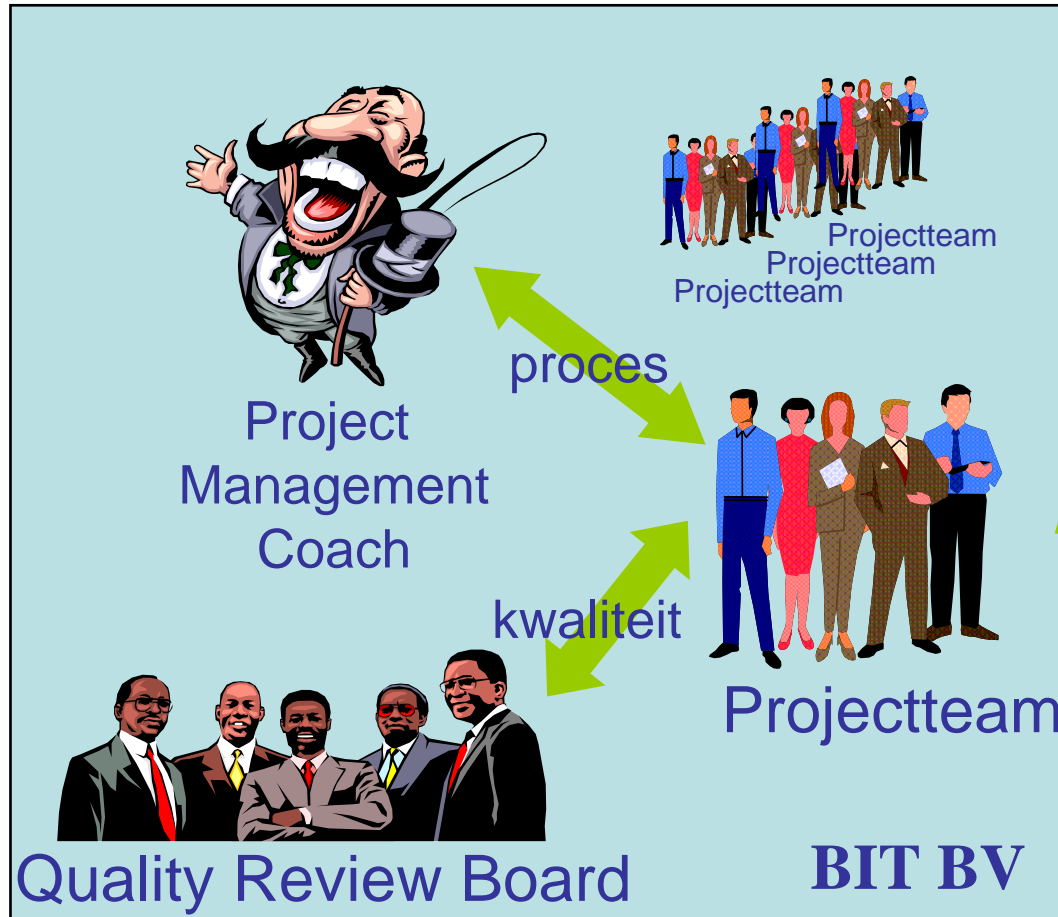 Projectteam
Projectteam
Projectteam
proces
Project
Management
Coach
kwaliteit
Projectteam
Quality Review Board
BIT BV